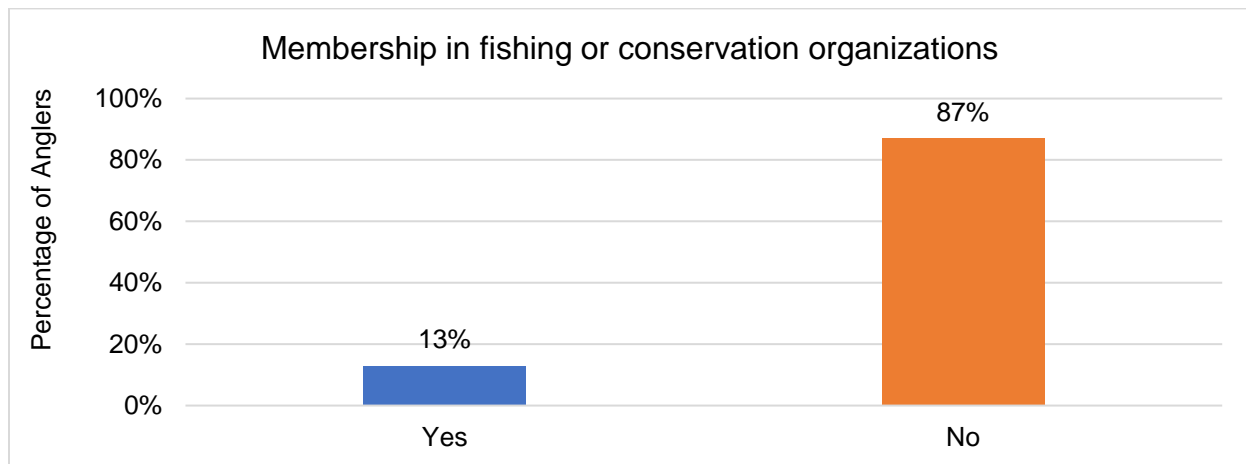 Membership in fishing or conservation organizations
Percentage of Anglers
100%
80%
60%
40%
20%
0%
13%
87%
Yes
No